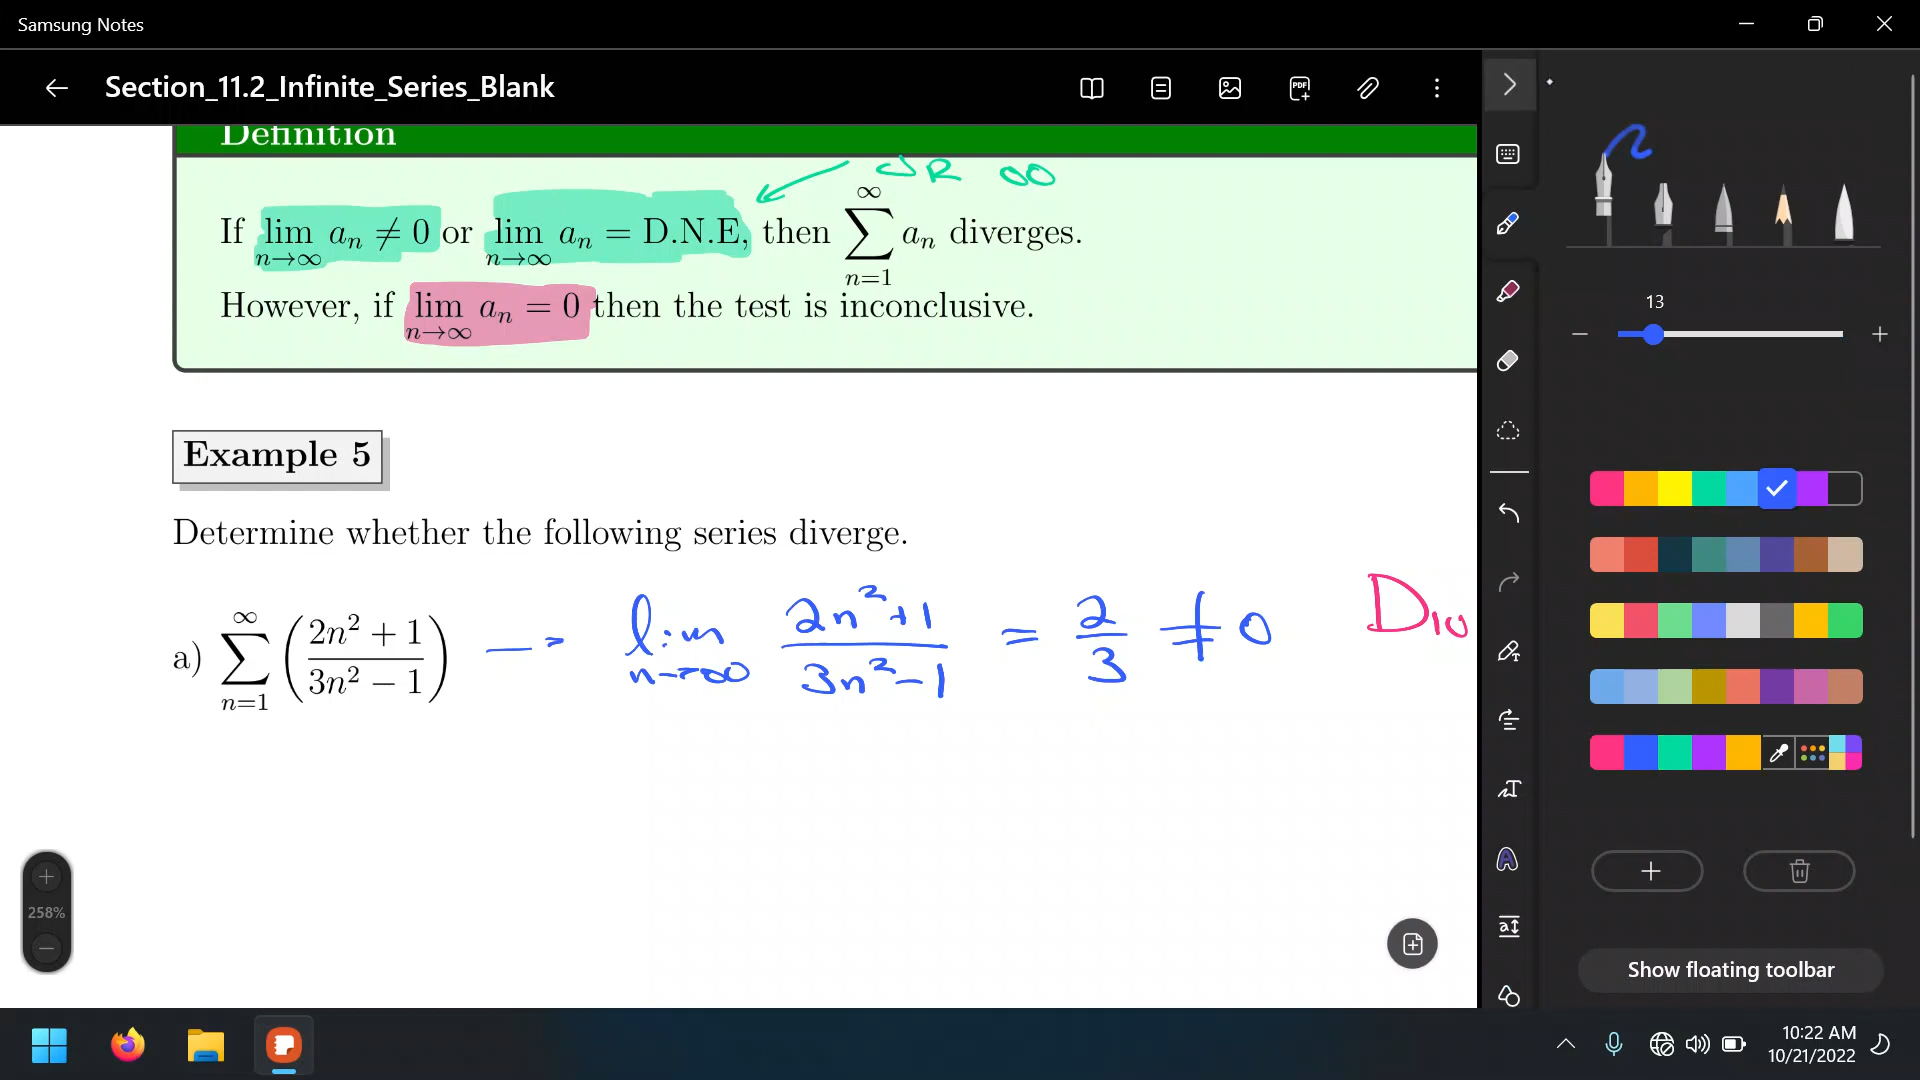 Samsung Notes
Section_11.2_Infinite_Series_Blank
PDF
Definition
OR ∞
If lim n→∞ aₙ ≠ 0 or lim n→∞ aₙ = D.N.E, then ∑ n=1 ∞ aₙ diverges.
However, if lim n→∞ aₙ = 0 then the test is inconclusive.
Example 5
Determine whether the following series diverge.
a) ∑ n=1 ∞ ((2n² + 1)/(3n² − 1)) → lim n→∞ (2n²+1)/(3n²−1) = 2/3 ≠ 0 Div
13
258%
Show floating toolbar
10:22 AM
10/21/2022